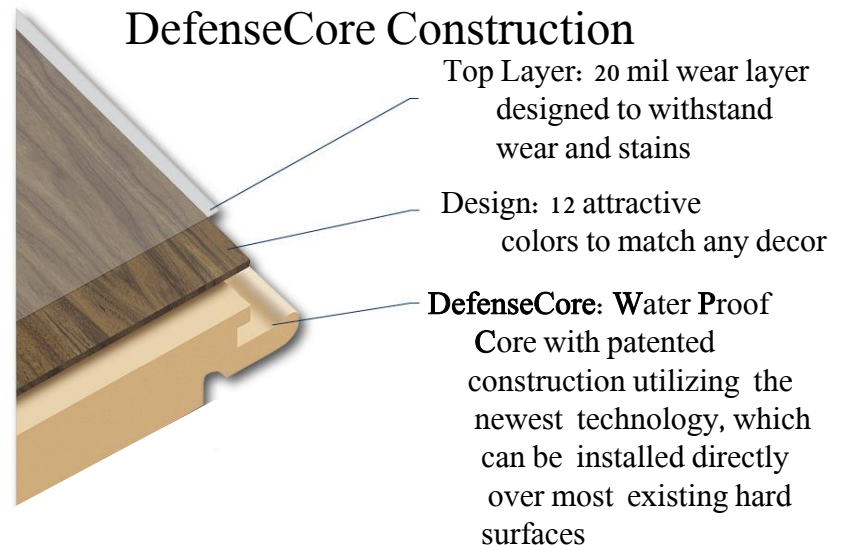 DefenseCore Construction
Top Layer: 20 mil wear layer
designed to withstand
wear and stains
Design: 12 attractive
colors to match any decor
DefenseCore: Water Proof
Core with patented
construction utilizing the
newest technology, which
can be installed directly
over most existing hard
surfaces